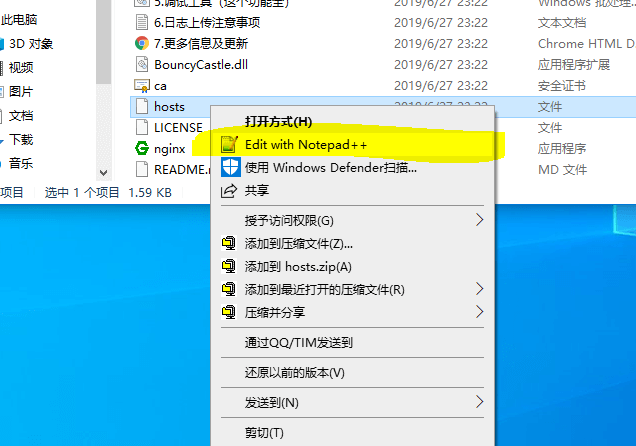 5.调试工具（这个功能全）
Windows 批处理...
此电脑
6.日志上传注意事项
2019/6/27 23:22
文本文档
3D 对象
7.更多信息及更新
2019/6/27 23:22
Chrome HTML D...
视频
BouncyCastle.dll
2019/6/27 23:22
应用程序扩展
图片
ca
2019/6/27 23:22
安全证书
文档
hosts
2019/6/27 23:22
文件
下载
LICENSE
文件
音乐
nginx
应用程序
README.
MD 文件
项目
选中 1 个项目 1.59 KB
打开方式(H)
Edit with Notepad++
使用 Windows Defender扫描...
共享
授予访问权限(G)
添加到压缩文件(Z)...
添加到 hosts.zip(A)
添加到最近打开的压缩文件(R)
压缩并分享
通过QQ/TIM发送到
还原以前的版本(V)
发送到(N)
剪切(T)